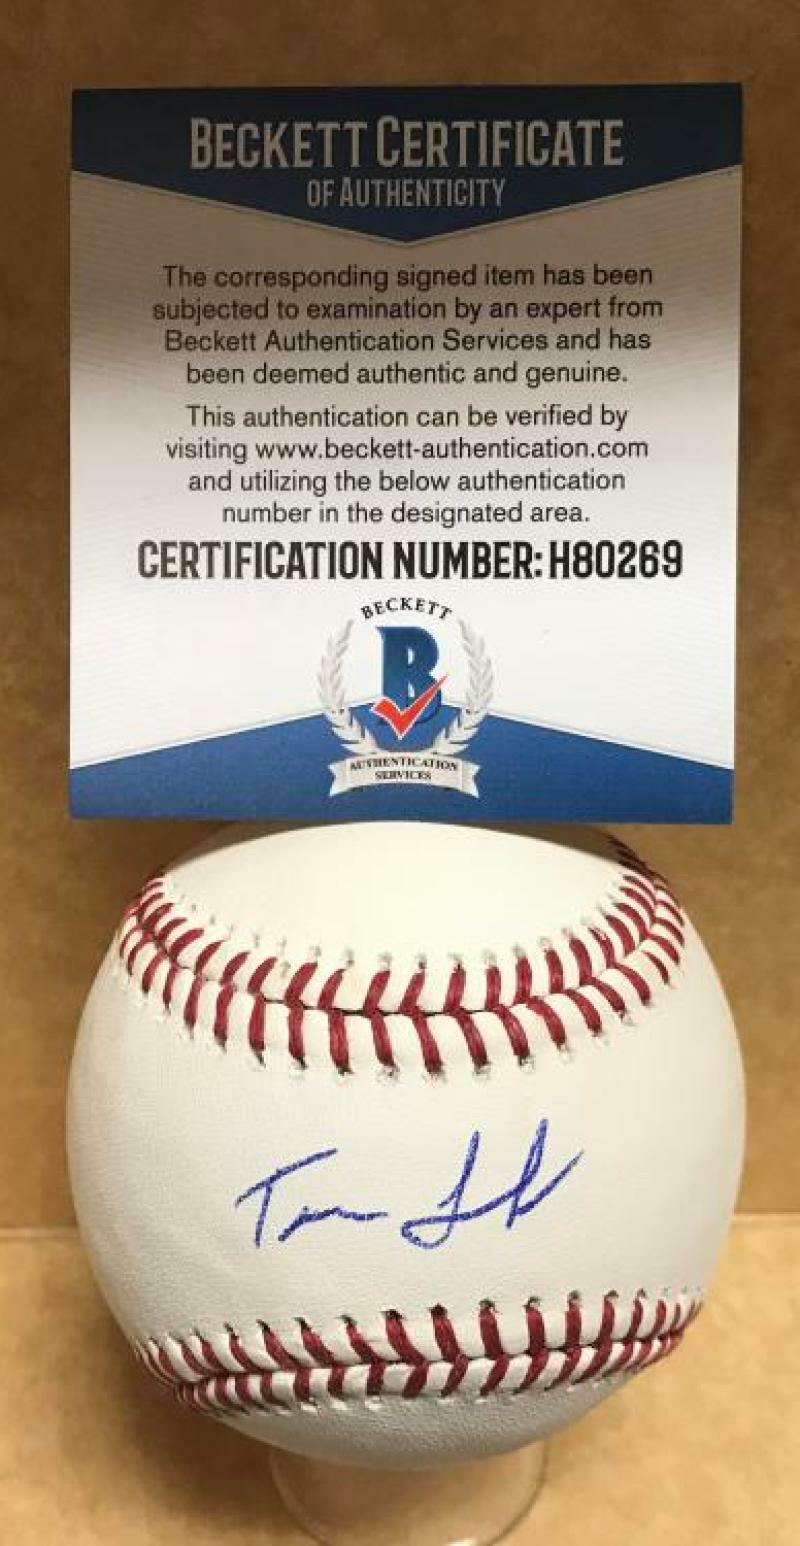 BECKETT CERTIFICATE
OF AUTHENTICITY
The corresponding signed item has been
subjected to examination by an expert from
Beckett Authentication Services and has
been deemed authentic and genuine.
This authentication can be verified by
visiting www.beckett-authentication.com
and utilizing the below authentication
number in the designated area.
CERTIFICATION NUMBER: H80269
BECKETT
B
AUTHENTICATION
SERVICES